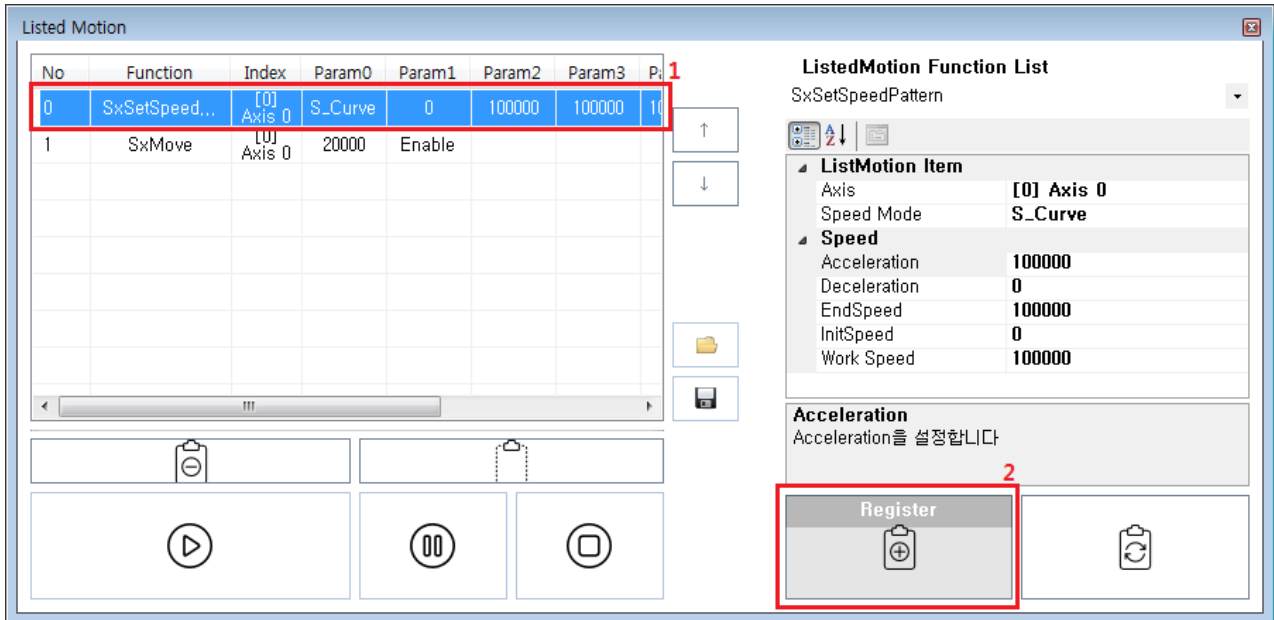 Listed Motion
No Function Index Param0 Param1 Param2 Param3 1
0 SxSetSpeed... [0] Axis 0 S_Curve 0 100000 100000
1 SxMove [0] Axis 0 20000 Enable
ListedMotion Function List
SxSetSpeedPattern
ListMotion Item
Axis [0] Axis 0
Speed Mode S_Curve
Speed
Acceleration 100000
Deceleration 0
EndSpeed 100000
InitSpeed 0
Work Speed 100000
Acceleration
Acceleration을 설정합니다
2
Register